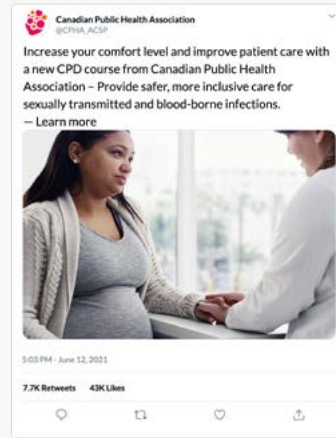 Canadian Public Health Association
@CPHA_ACSP
Increase your comfort level and improve patient care with
a new CPD course from Canadian Public Health
Association – Provide safer, more inclusive care for
sexually transmitted and blood-borne infections.
— Learn more
5:03 PM - June 12, 2021
7.7K Retweets 43K Likes